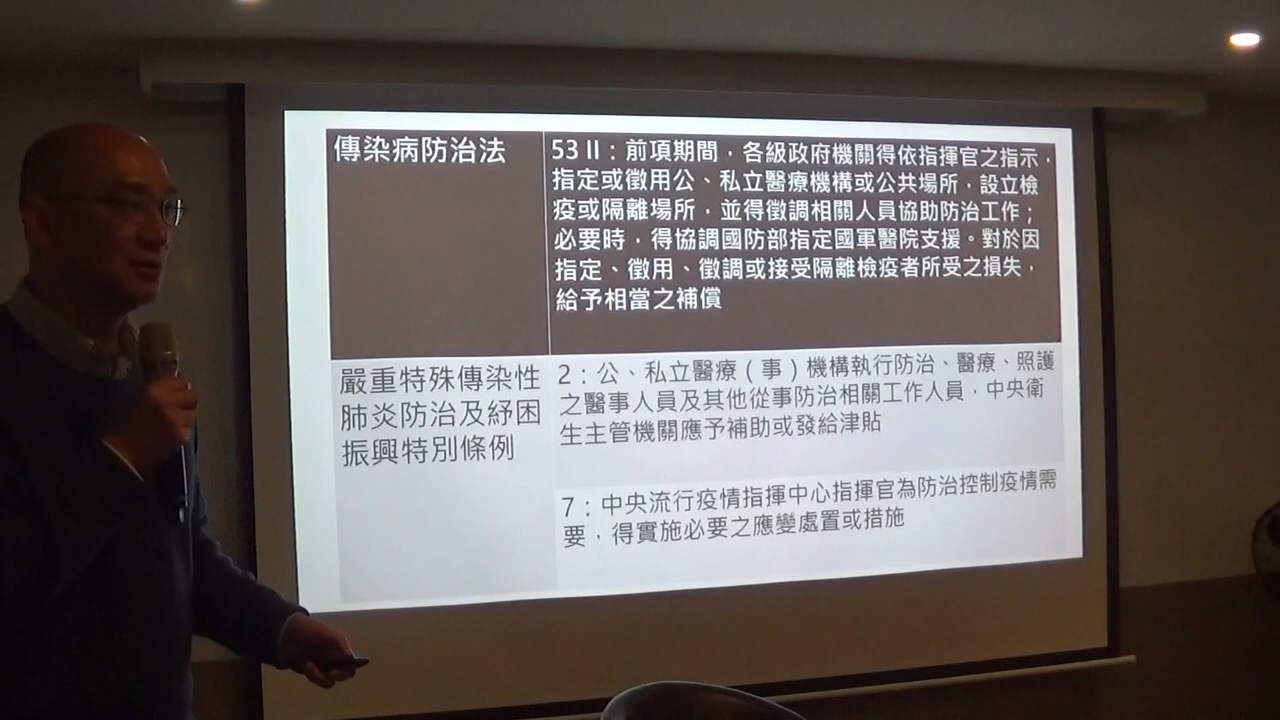 傳染病防治法
53 II：前項期間，各級政府機關得依指揮官之指示，
指定或徵用公、私立醫療機構或公共場所，設立檢
疫或隔離場所，並得徵調相關人員協助防治工作；
必要時，得協調國防部指定國軍醫院支援。對於因
指定、徵用、徵調或接受隔離檢疫者所受之損失，
給予相當之補償
嚴重特殊傳染性
肺炎防治及紓困
振興特別條例
2：公、私立醫療（事）機構執行防治、醫療、照護
之醫事人員及其他從事防治相關工作人員，中央衛
生主管機關應予補助或發給津貼
7：中央流行疫情指揮中心指揮官為防治控制疫情需
要，得實施必要之應變處置或措施